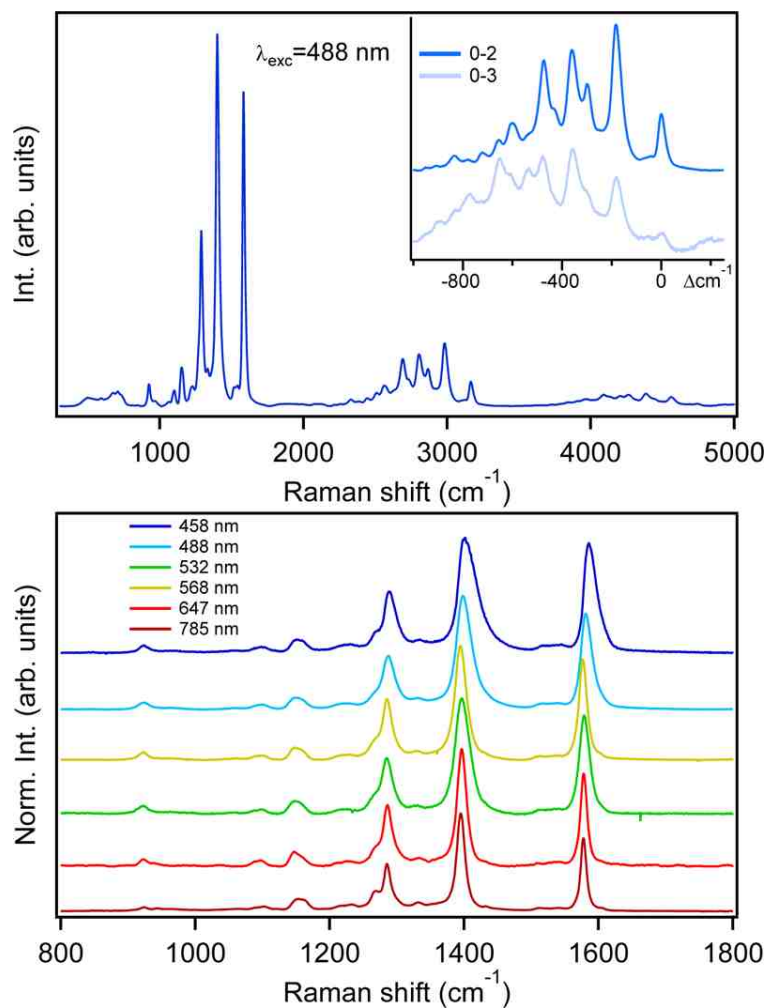 λexc=488 nm
0-2
0-3
-800
-400
0
Δcm-1
Int. (arb. units)
1000
2000
3000
4000
5000
Raman shift (cm-1)
458 nm
488 nm
532 nm
568 nm
647 nm
785 nm
Norm. Int. (arb. units)
800
1000
1200
1400
1600
1800
Raman shift (cm-1)